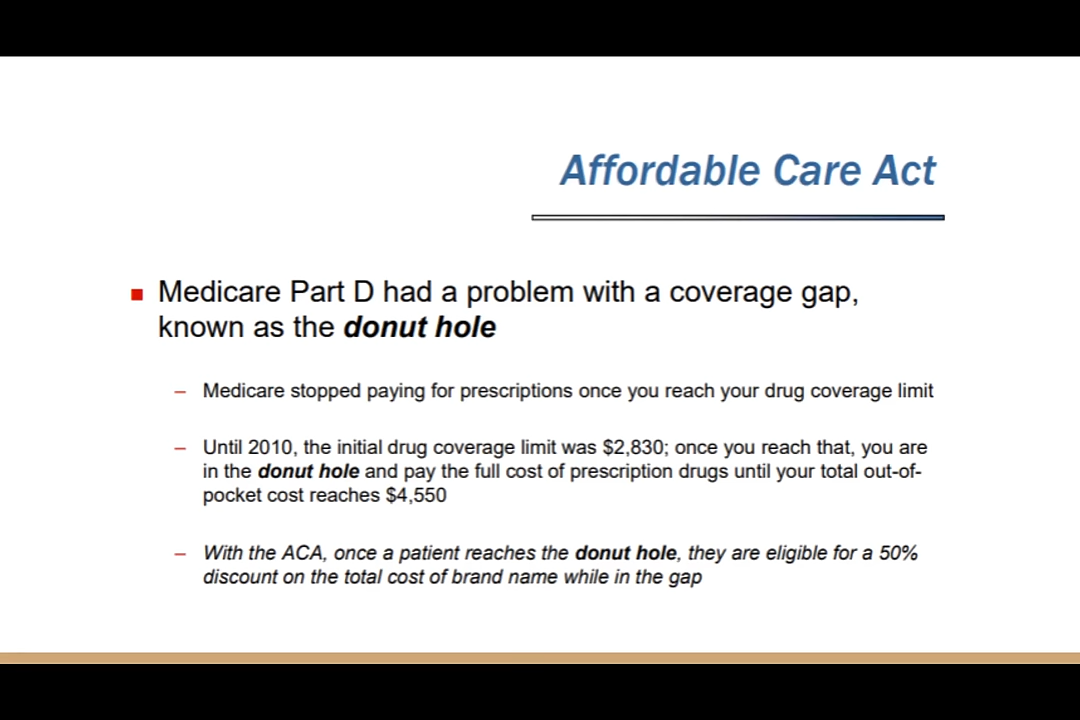 Affordable Care Act
Medicare Part D had a problem with a coverage gap,
known as the donut hole
– Medicare stopped paying for prescriptions once you reach your drug coverage limit
– Until 2010, the initial drug coverage limit was $2,830; once you reach that, you are
in the donut hole and pay the full cost of prescription drugs until your total out-of-
pocket cost reaches $4,550
– With the ACA, once a patient reaches the donut hole, they are eligible for a 50%
discount on the total cost of brand name while in the gap